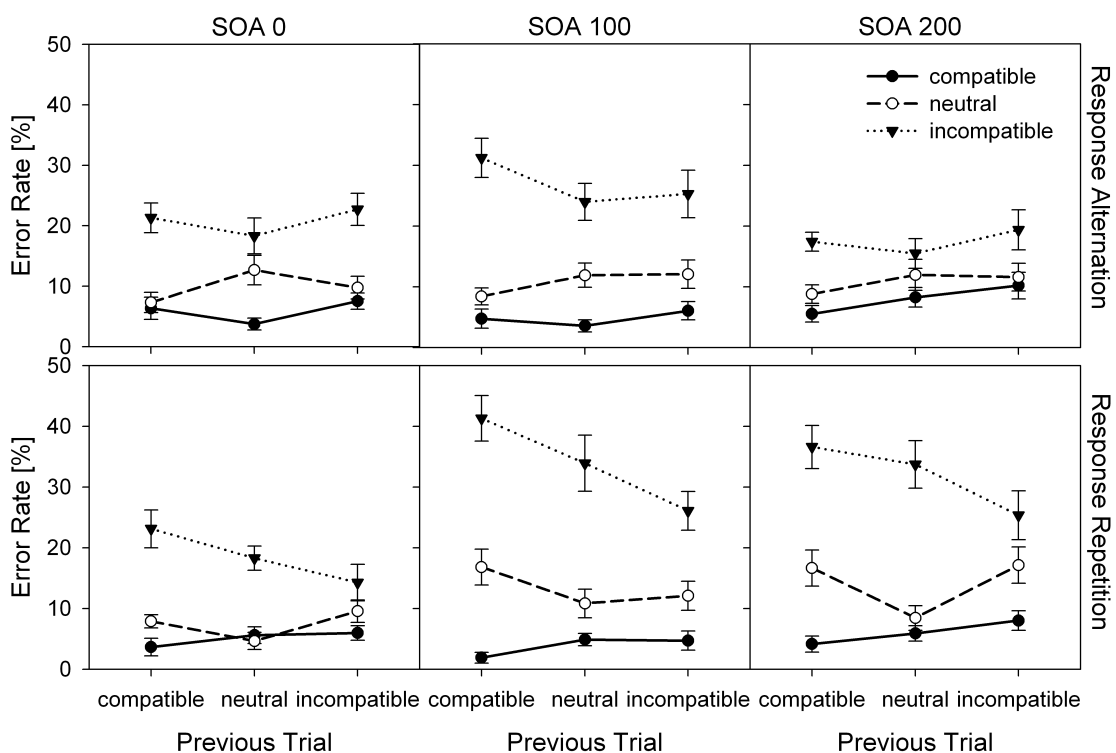 SOA 0 SOA 100 SOA 200
50
40
30
20
10
0
Error Rate [%]
compatible
neutral
incompatible
Response Alternation
50
40
30
20
10
0
Error Rate [%]
Response Repetition
compatible neutral incompatible compatible neutral incompatible compatible neutral incompatible
Previous Trial Previous Trial Previous Trial